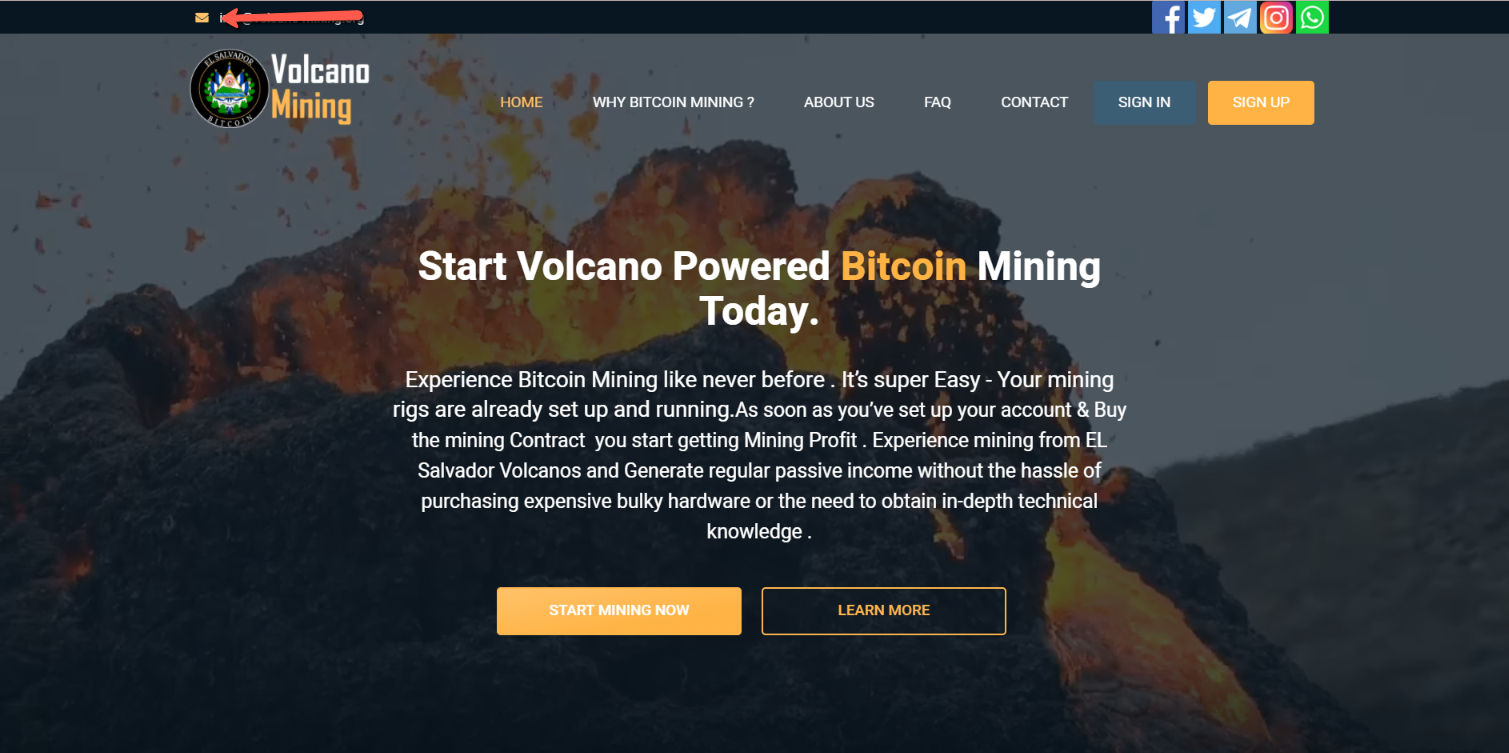 EL SALVADOR
BITCOIN
Volcano
Mining
HOME WHY BITCOIN MINING ? ABOUT US FAQ CONTACT SIGN IN SIGN UP
Start Volcano Powered Bitcoin Mining
Today.
Experience Bitcoin Mining like never before . It’s super Easy - Your mining
rigs are already set up and running.As soon as you’ve set up your account & Buy
the mining Contract you start getting Mining Profit . Experience mining from EL
Salvador Volcanos and Generate regular passive income without the hassle of
purchasing expensive bulky hardware or the need to obtain in-depth technical
knowledge .
START MINING NOW LEARN MORE